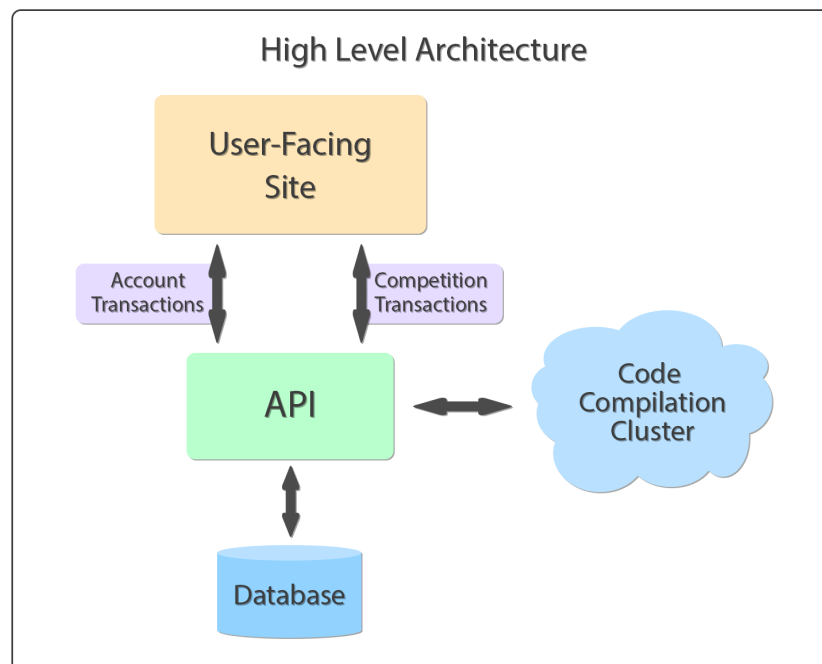 High Level Architecture
User-Facing
Site
Account
Transactions
Competition
Transactions
API
Code
Compilation
Cluster
Database